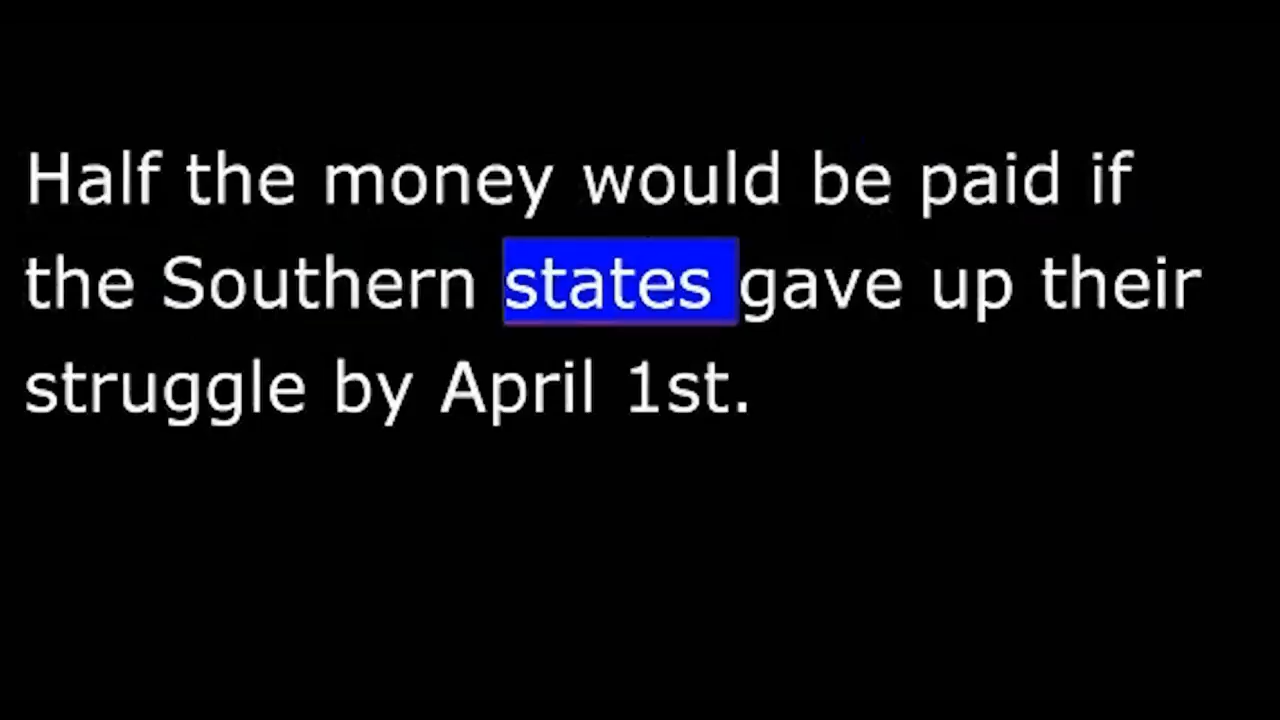 Half the money would be paid if
the Southern states gave up their
struggle by April 1st.